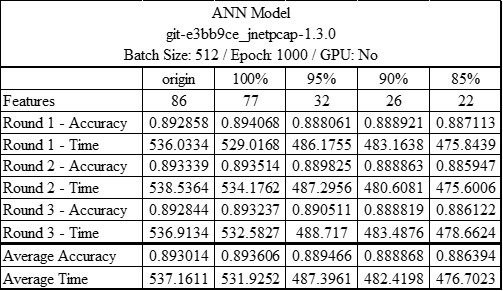 ANN Model
git-e3bb9ce_jnetpcap-1.3.0
Batch Size: 512 / Epoch: 1000 / GPU: No
origin 100% 95% 90% 85%
Features 86 77 32 26 22
Round 1 - Accuracy 0.892858 0.894068 0.888061 0.888921 0.887113
Round 1 - Time 536.0334 529.0168 486.1755 483.1638 475.8439
Round 2 - Accuracy 0.893339 0.893514 0.889825 0.888863 0.885947
Round 2 - Time 538.5364 534.1762 487.2956 480.6081 475.6006
Round 3 - Accuracy 0.892844 0.893237 0.890511 0.888819 0.886122
Round 3 - Time 536.9134 532.5827 488.717 483.4876 478.6624
Average Accuracy 0.893014 0.893606 0.889466 0.888868 0.886394
Average Time 537.1611 531.9252 487.3961 482.4198 476.7023